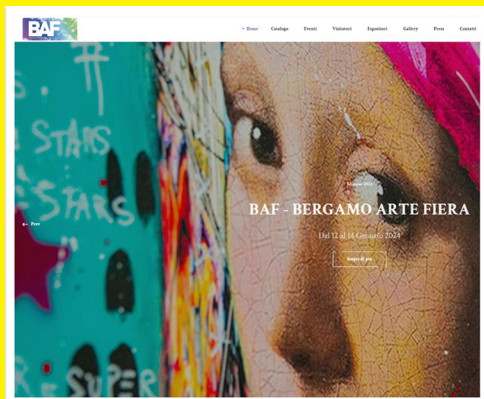 BAF
Home Catalogo Eventi Visitatori Espositori Gallery Press Contatti
STARS
STARS
← Prev
BAF - BERGAMO ARTE FIERA
Dal 12 al 14 Gennaio 2024
Scopri di più
SUPER